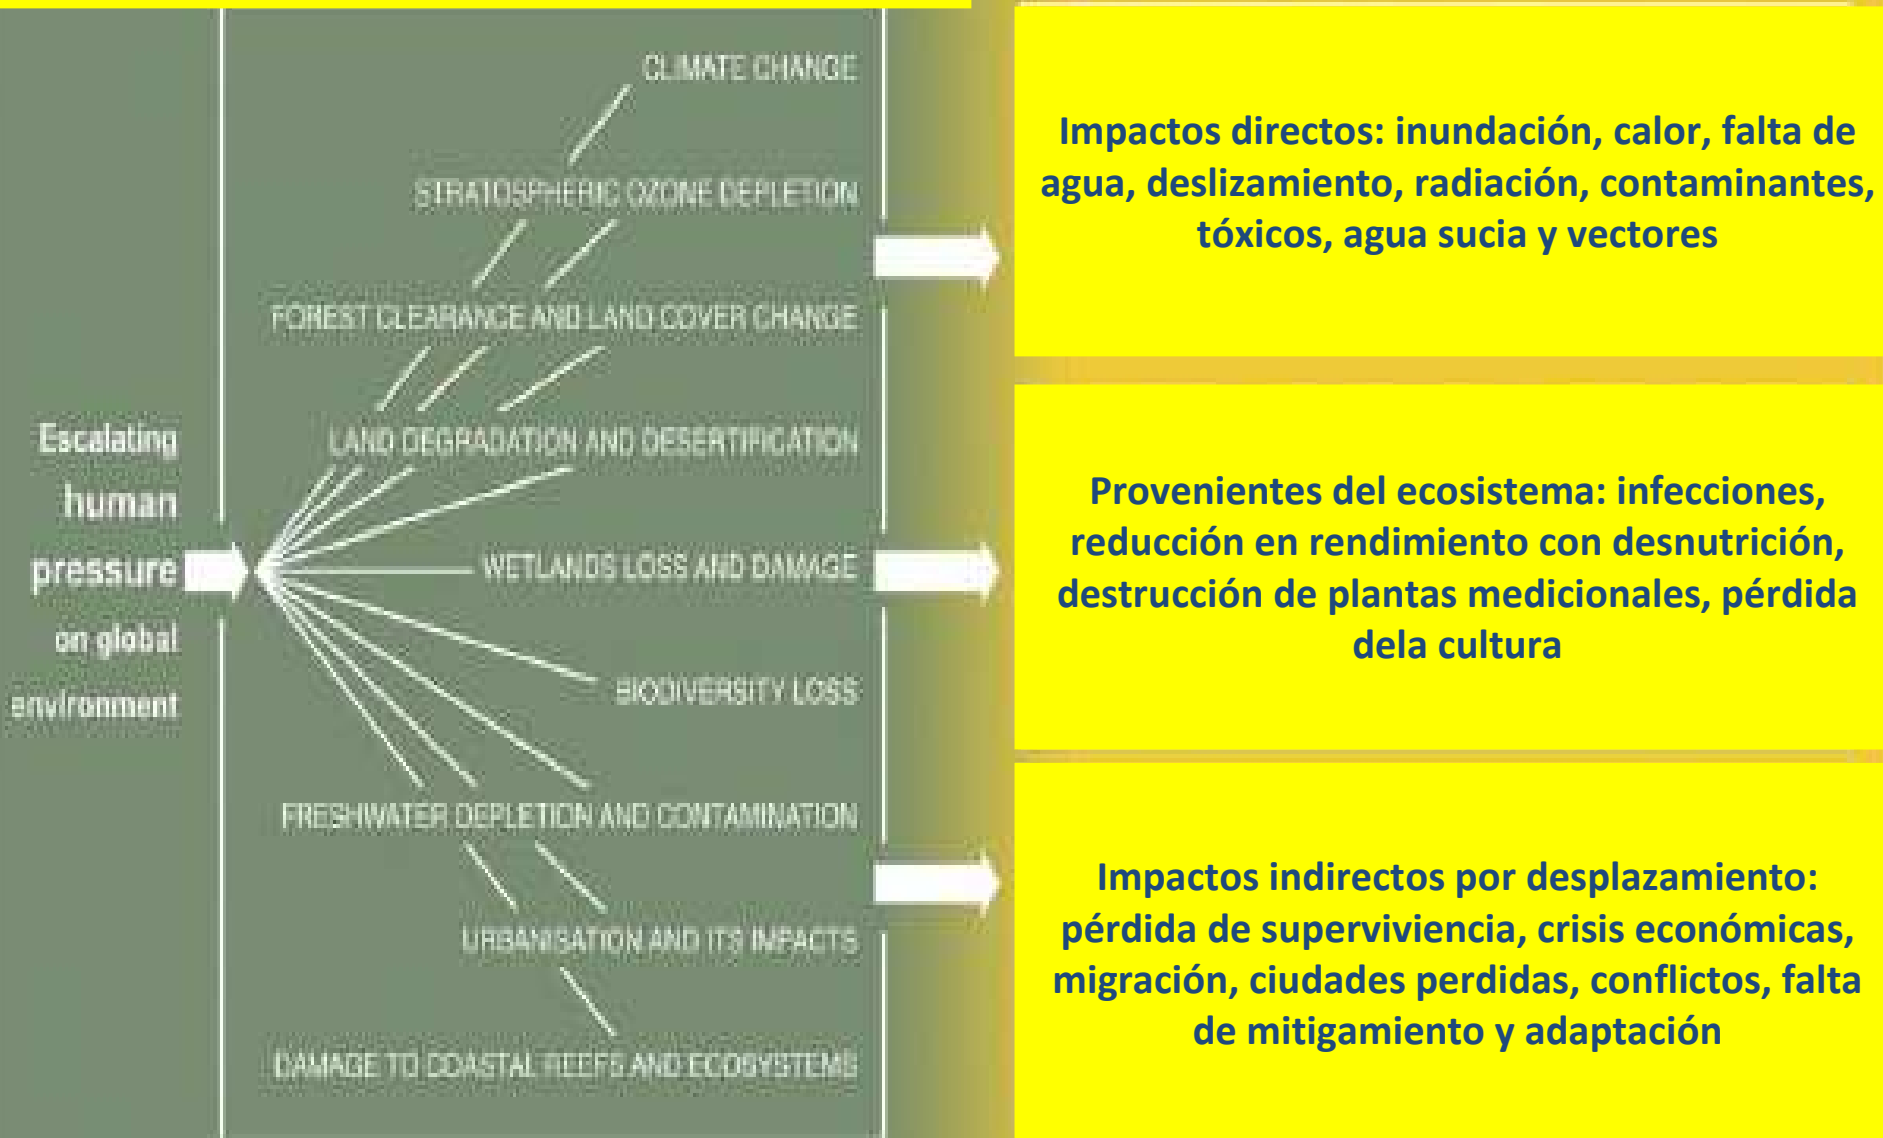 Escalating
human
pressure
on global
environment
CLIMATE CHANGE
STRATOSPHERIC OZONE DEPLETION
FOREST CLEARANCE AND LAND COVER CHANGE
LAND DEGRADATION AND DESERTIFICATION
WETLANDS LOSS AND DAMAGE
BIODIVERSITY LOSS
FRESHWATER DEPLETION AND CONTAMINATION
URBANISATION AND ITS IMPACTS
DAMAGE TO COASTAL REEFS AND ECOSYSTEMS
Impactos directos: inundación, calor, falta de
agua, deslizamiento, radiación, contaminantes,
tóxicos, agua sucia y vectores
Provenientes del ecosistema: infecciones,
reducción en rendimiento con desnutrición,
destrucción de plantas medicionales, pérdida
dela cultura
Impactos indirectos por desplazamiento:
pérdida de superviviencia, crisis económicas,
migración, ciudades perdidas, conflictos, falta
de mitigamiento y adaptación